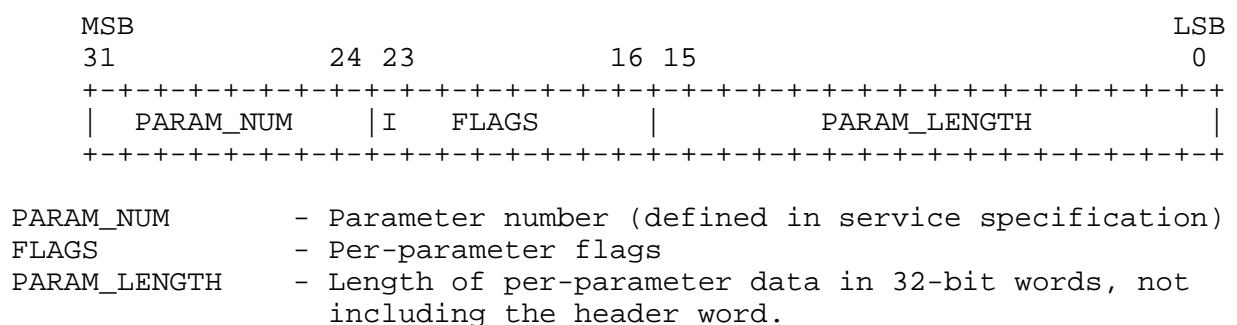 MSB                                                              LSB
31             24 23             16 15                             0
+-+-+-+-+-+-+-+-+-+-+-+-+-+-+-+-+-+-+-+-+-+-+-+-+-+-+-+-+-+-+-+-+
|  PARAM_NUM    |I   FLAGS      |         PARAM_LENGTH          |
+-+-+-+-+-+-+-+-+-+-+-+-+-+-+-+-+-+-+-+-+-+-+-+-+-+-+-+-+-+-+-+-+
PARAM_NUM       - Parameter number (defined in service specification)
FLAGS           - Per-parameter flags
PARAM_LENGTH    - Length of per-parameter data in 32-bit words, not
including the header word.